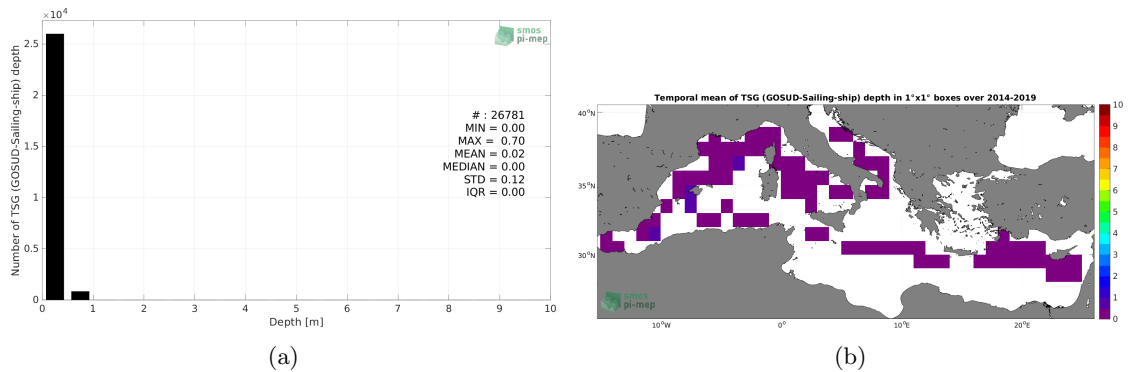 ×10⁴
smos
pi-mep
2.5
2
1.5
1
0.5
0
Number of TSG (GOSUD-Sailing-ship) depth
# : 26781
MIN = 0.00
MAX = 0.70
MEAN = 0.02
MEDIAN = 0.00
STD = 0.12
IQR = 0.00
0 1 2 3 4 5 6 7 8 9 10
Depth [m]
(a)
Temporal mean of TSG (GOSUD-Sailing-ship) depth in 1°x1° boxes over 2014-2019
40°N
35°N
30°N
10°W 0° 10°E 20°E
smos
pi-mep
10
9
8
7
6
5
4
3
2
1
0
(b)